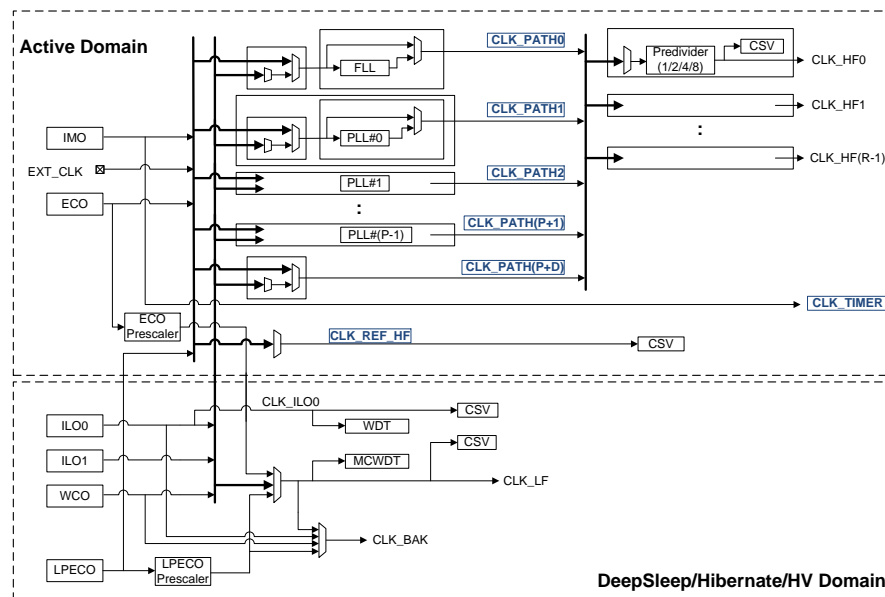 Active Domain
CLK_PATH0
FLL
CSV
Predivider
(1/2/4/8)
CLK_HF0
CLK_PATH1
CLK_HF1
PLL#0
IMO
:
CLK_HF(R-1)
EXT_CLK
CLK_PATH2
PLL#1
ECO
:
CLK_PATH(P+1)
PLL#(P-1)
CLK_PATH(P+D)
CLK_TIMER
ECO
Prescaler
CLK_REF_HF
CSV
CLK_ILO0
CSV
ILO0
WDT
CSV
ILO1
MCWDT
CLK_LF
WCO
CLK_BAK
LPECO
LPECO
Prescaler
DeepSleep/Hibernate/HV Domain